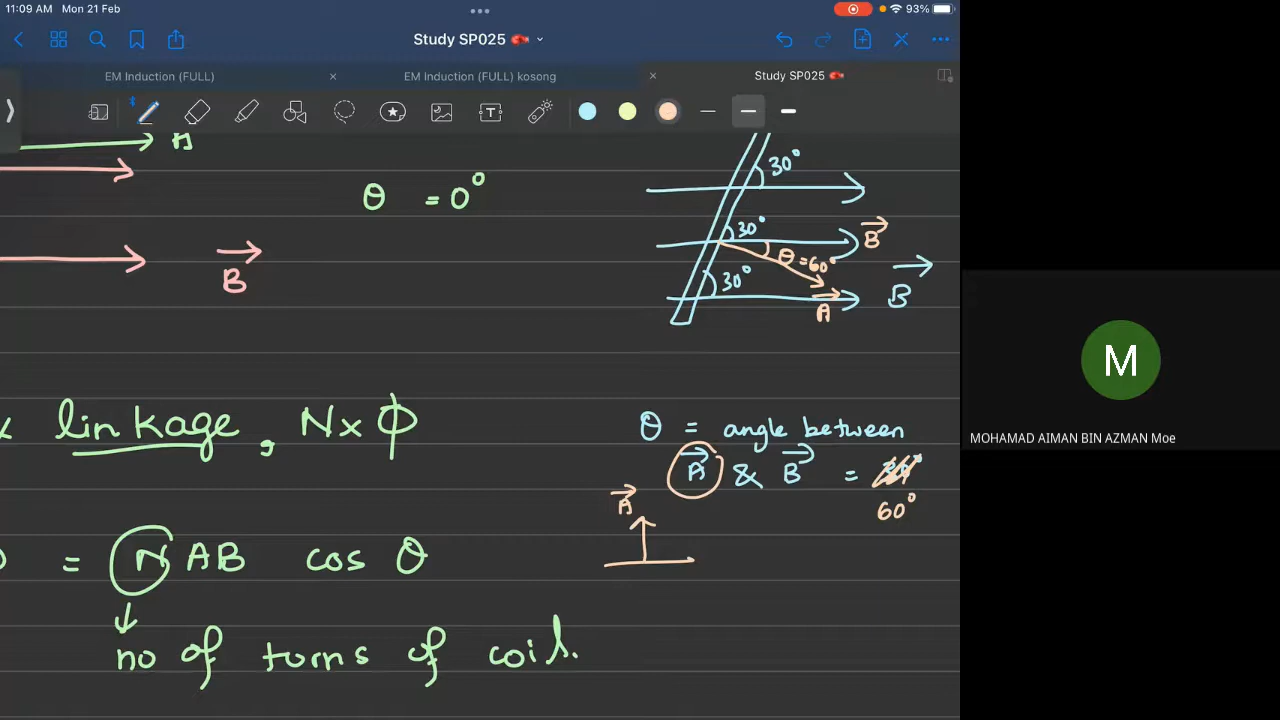 11:09 AM Mon 21 Feb
93%
Study SP025
EM Induction (FULL)
EM Induction (FULL) kosong
Study SP025
A
θ = 0°
B
30°
30°
B
θ = 60°
30°
A
B
linkage, N x Φ
θ = angle between
A & B =
60°
A
= NAB cos θ
no of turns of coil.
M
MOHAMAD AIMAN BIN AZMAN Moe